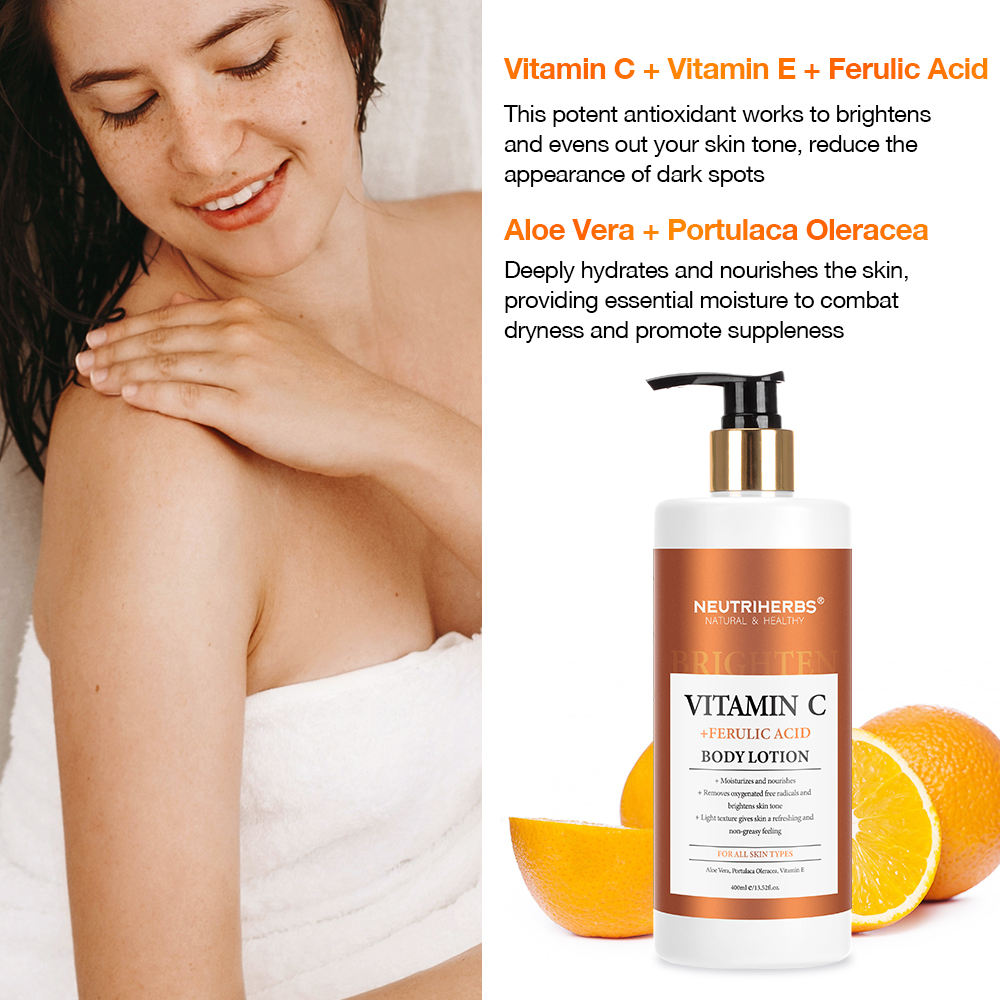 Vitamin C + Vitamin E + Ferulic Acid
This potent antioxidant works to brightens
and evens out your skin tone, reduce the
appearance of dark spots
Aloe Vera + Portulaca Oleracea
Deeply hydrates and nourishes the skin,
providing essential moisture to combat
dryness and promote suppleness
NEUTRIHERBS®
NATURAL & HEALTHY
BRIGHTEN
VITAMIN C
+FERULIC ACID
BODY LOTION
+ Moisturizes and nourishes
+ Removes oxygenated free radicals and
brightens skin tone
+ Light texture gives skin a refreshing and
non-greasy feeling
FOR ALL SKIN TYPES
Aloe Vera, Portulaca Oleracea, Vitamin E
400ml e/13.52fl.oz.